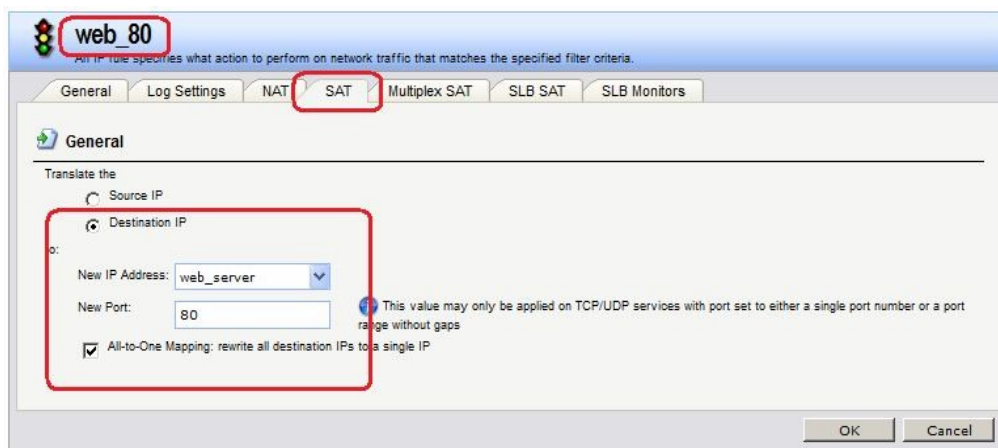 web_80
An IP rule specifies what action to perform on network traffic that matches the specified filter criteria.
General Log Settings NAT SAT Multiplex SAT SLB SAT SLB Monitors
General
Translate the
Source IP
Destination IP
o:
New IP Address: web_server
New Port: 80
This value may only be applied on TCP/UDP services with port set to either a single port number or a port
range without gaps
All-to-One Mapping: rewrite all destination IPs to a single IP
OK Cancel